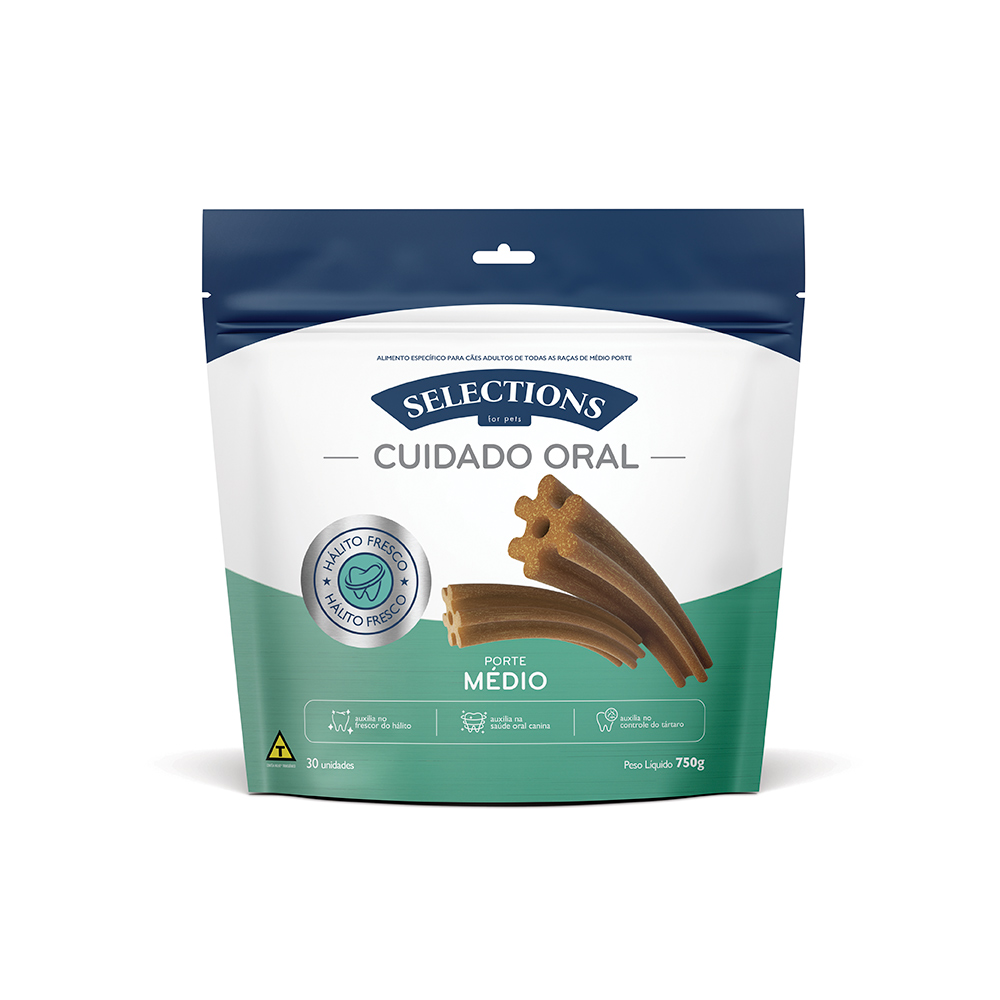 ALIMENTO ESPECÍFICO PARA CÃES ADULTOS DE TODAS AS RAÇAS DE MÉDIO PORTE
SELECTIONS
for pets
CUIDADO ORAL
HÁLITO FRESCO
HÁLITO FRESCO
PORTE
MÉDIO
auxilia no
frescor do hálito
auxilia na
saúde oral canina
auxilia no
controle do tártaro
T
30 unidades
Peso Líquido 750g